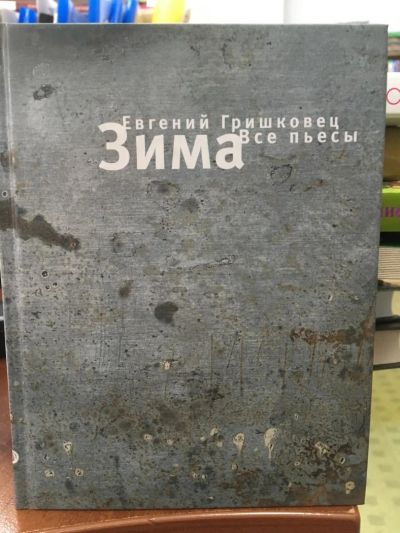 Евгений Гришковец
Зима
Все пьесы